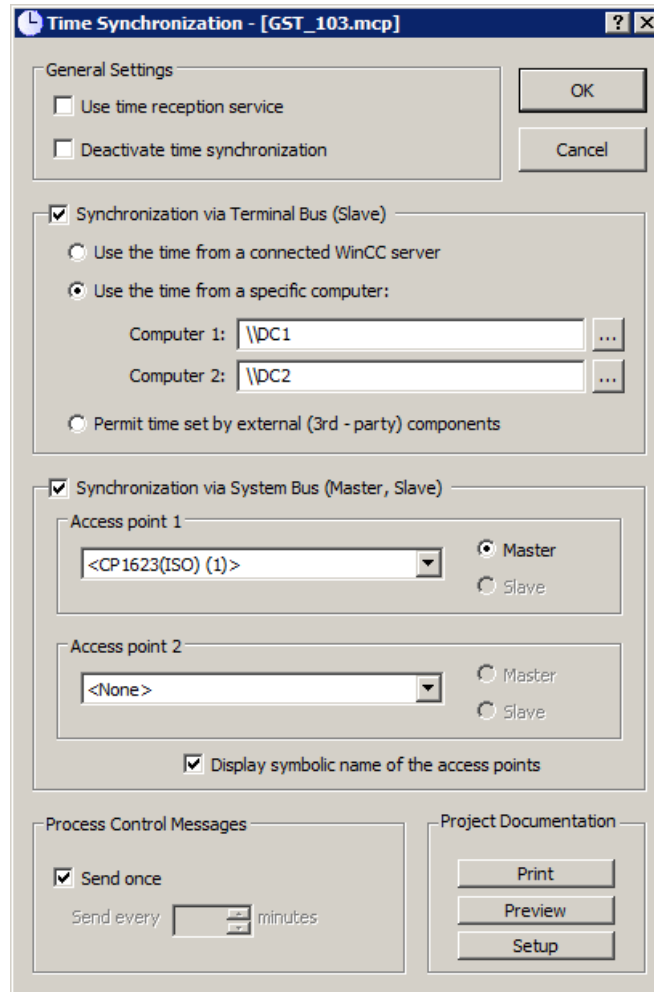 Time Synchronization - [GST_103.mcp]
General Settings
Use time reception service
Deactivate time synchronization
OK
Cancel
Synchronization via Terminal Bus (Slave)
Use the time from a connected WinCC server
Use the time from a specific computer:
Computer 1: \\DC1 ...
Computer 2: \\DC2 ...
Permit time set by external (3rd - party) components
Synchronization via System Bus (Master, Slave)
Access point 1
<CP1623(ISO) (1)>
Master
Slave
Access point 2
<None>
Master
Slave
Display symbolic name of the access points
Process Control Messages
Send once
Send every minutes
Project Documentation
Print
Preview
Setup